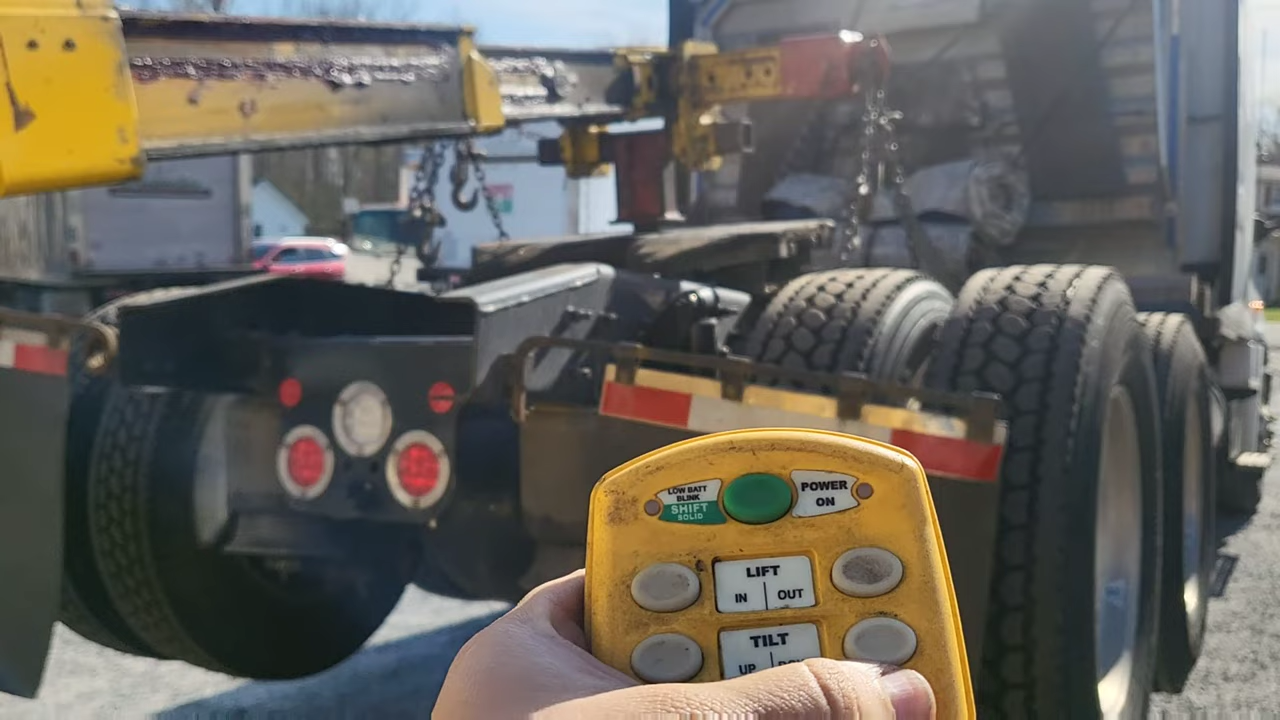 LOW BATT
BLINK
SHIFT
SOLID
POWER
ON
LIFT
IN OUT
TILT
UP